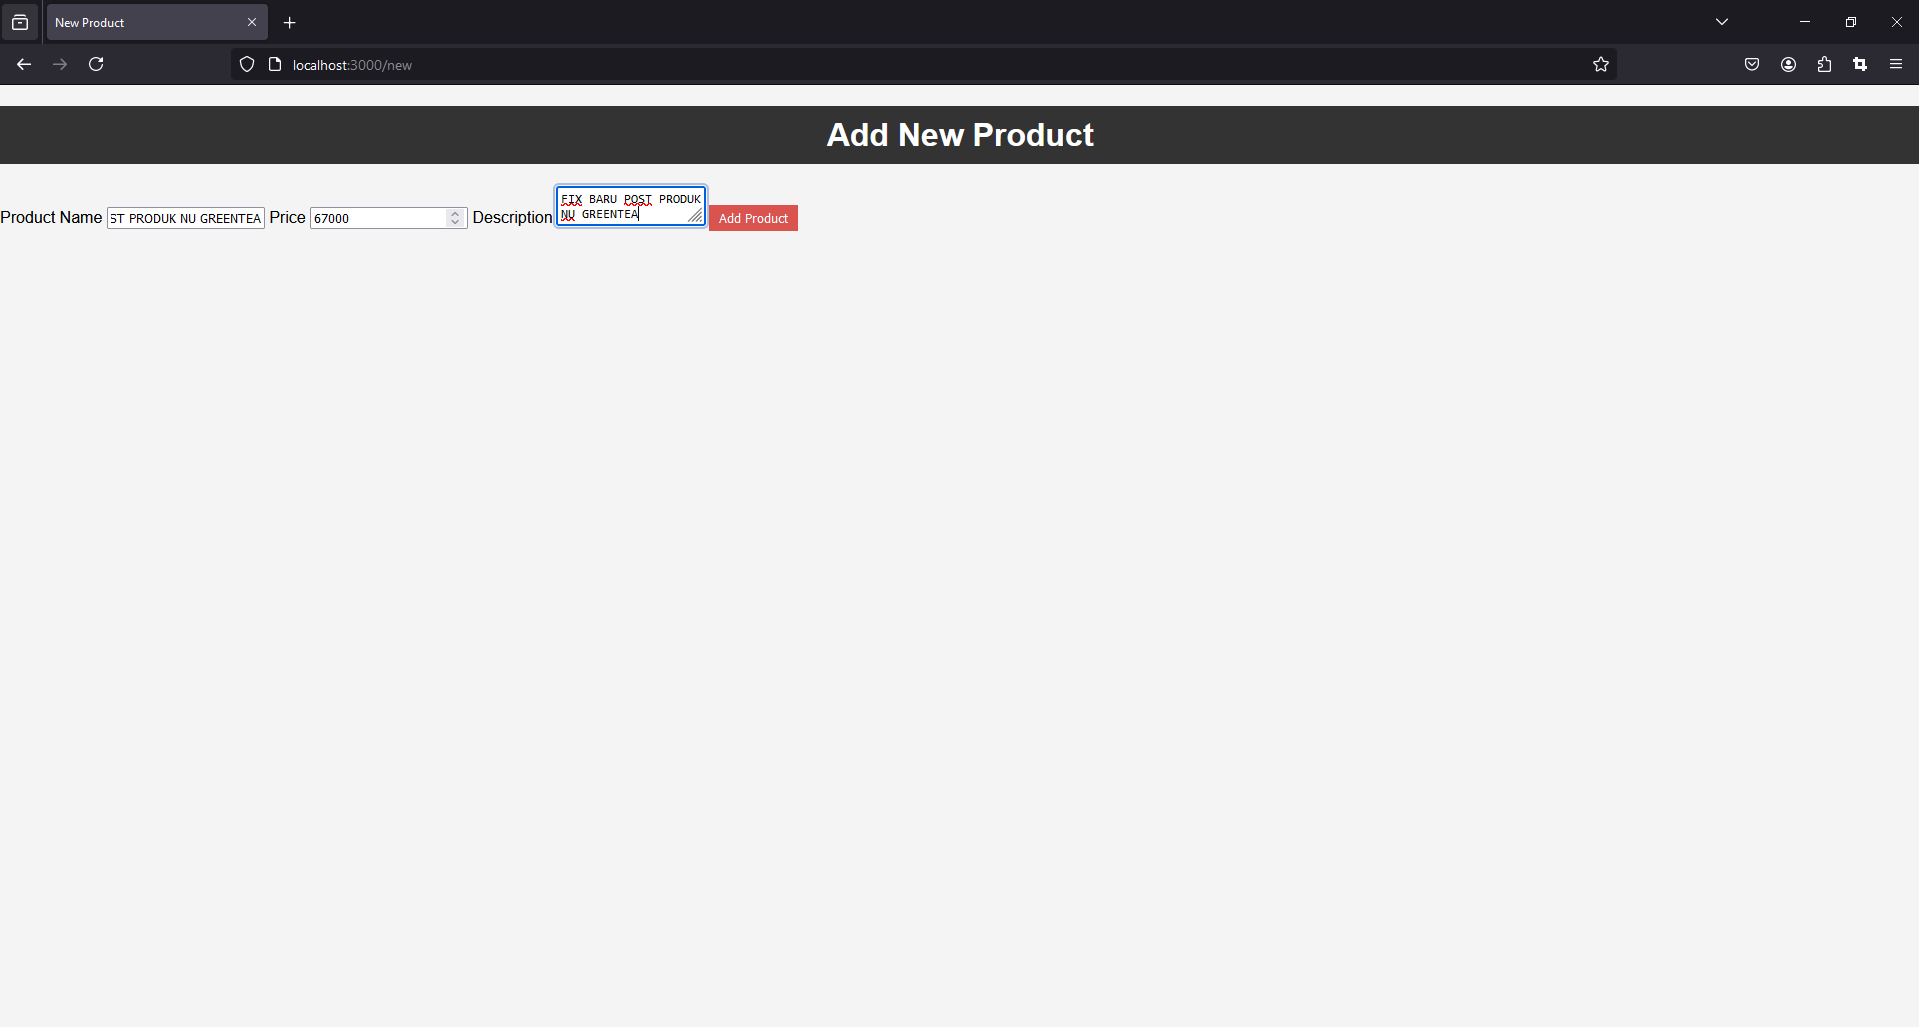 New Product
localhost:3000/new
Add New Product
Product Name ST PRODUK NU GREENTEA Price 67000 Description
FIX BARU POST PRODUK
NU GREENTEA
Add Product